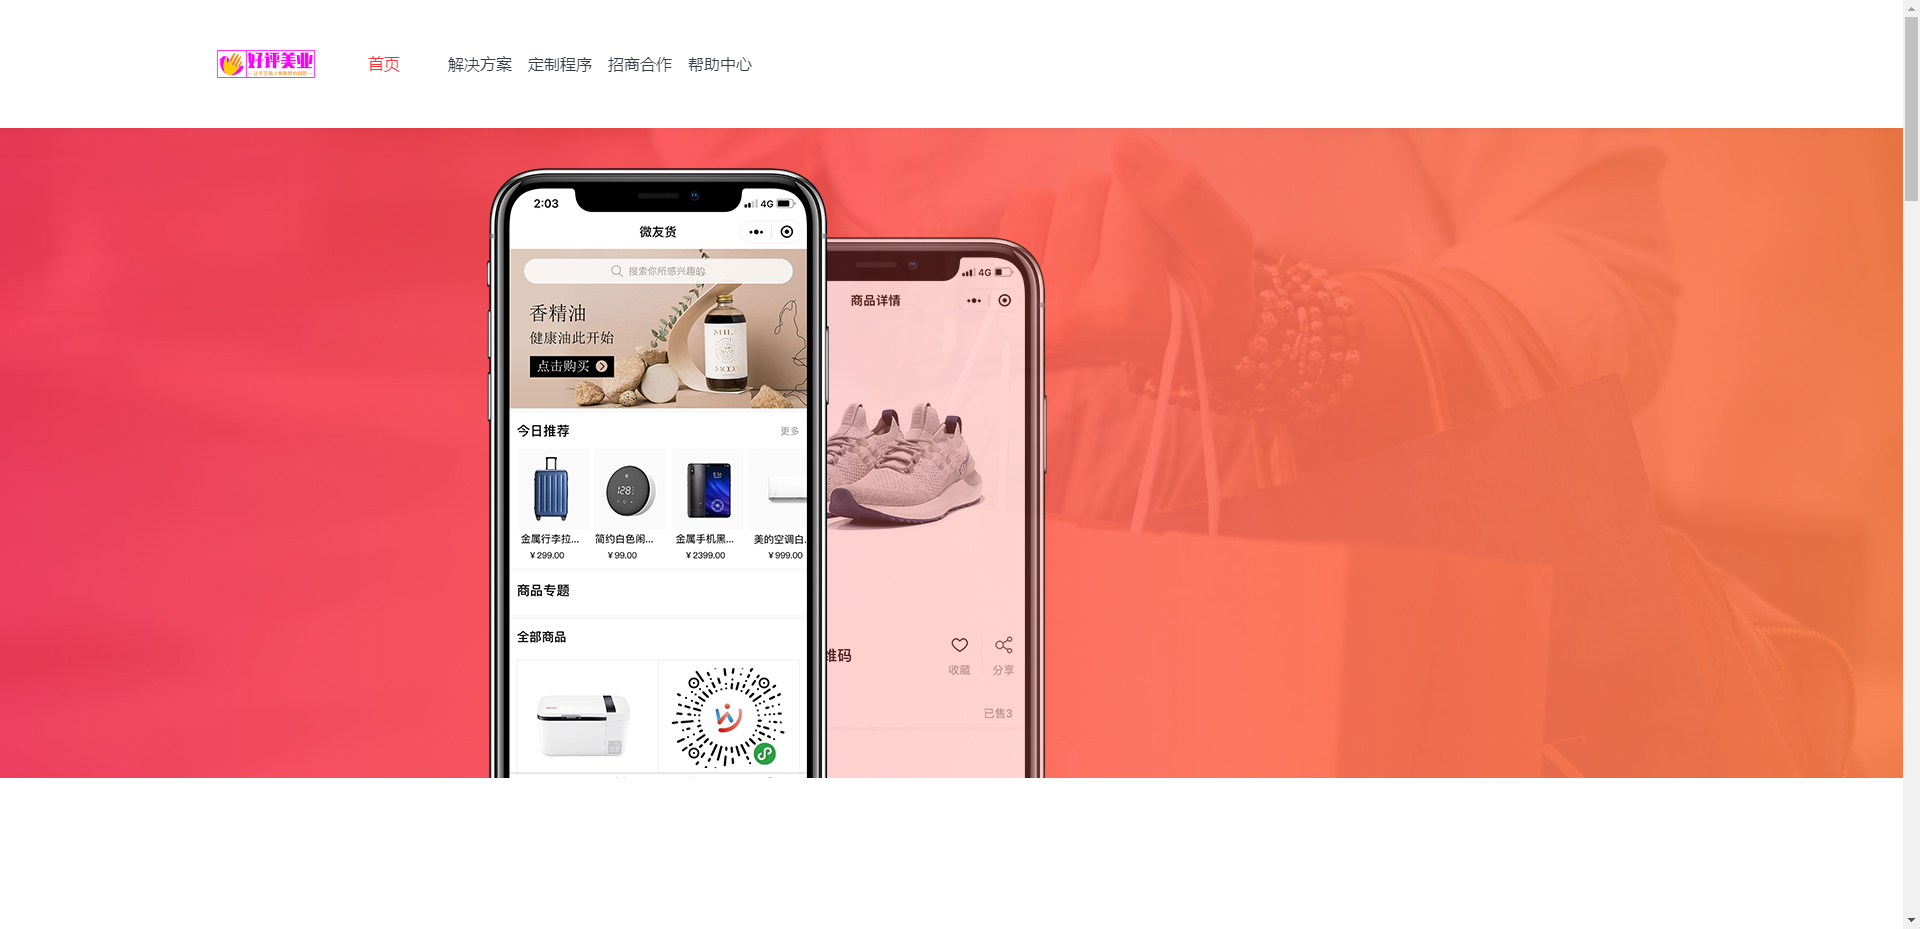 好评美业
首页 解决方案 定制程序 招商合作 帮助中心
2:03
4G
微友货
搜索你所感兴趣的
香精油
健康油此开始
点击购买
MILJ
MOON
今日推荐
更多
128
金属行李拉...
简约白色闹...
金属手机黑...
美的空调白.
¥299.00
¥99.00
¥2399.00
¥999.00
商品专题
全部商品
4G
商品详情
维码
收藏
分享
已售3